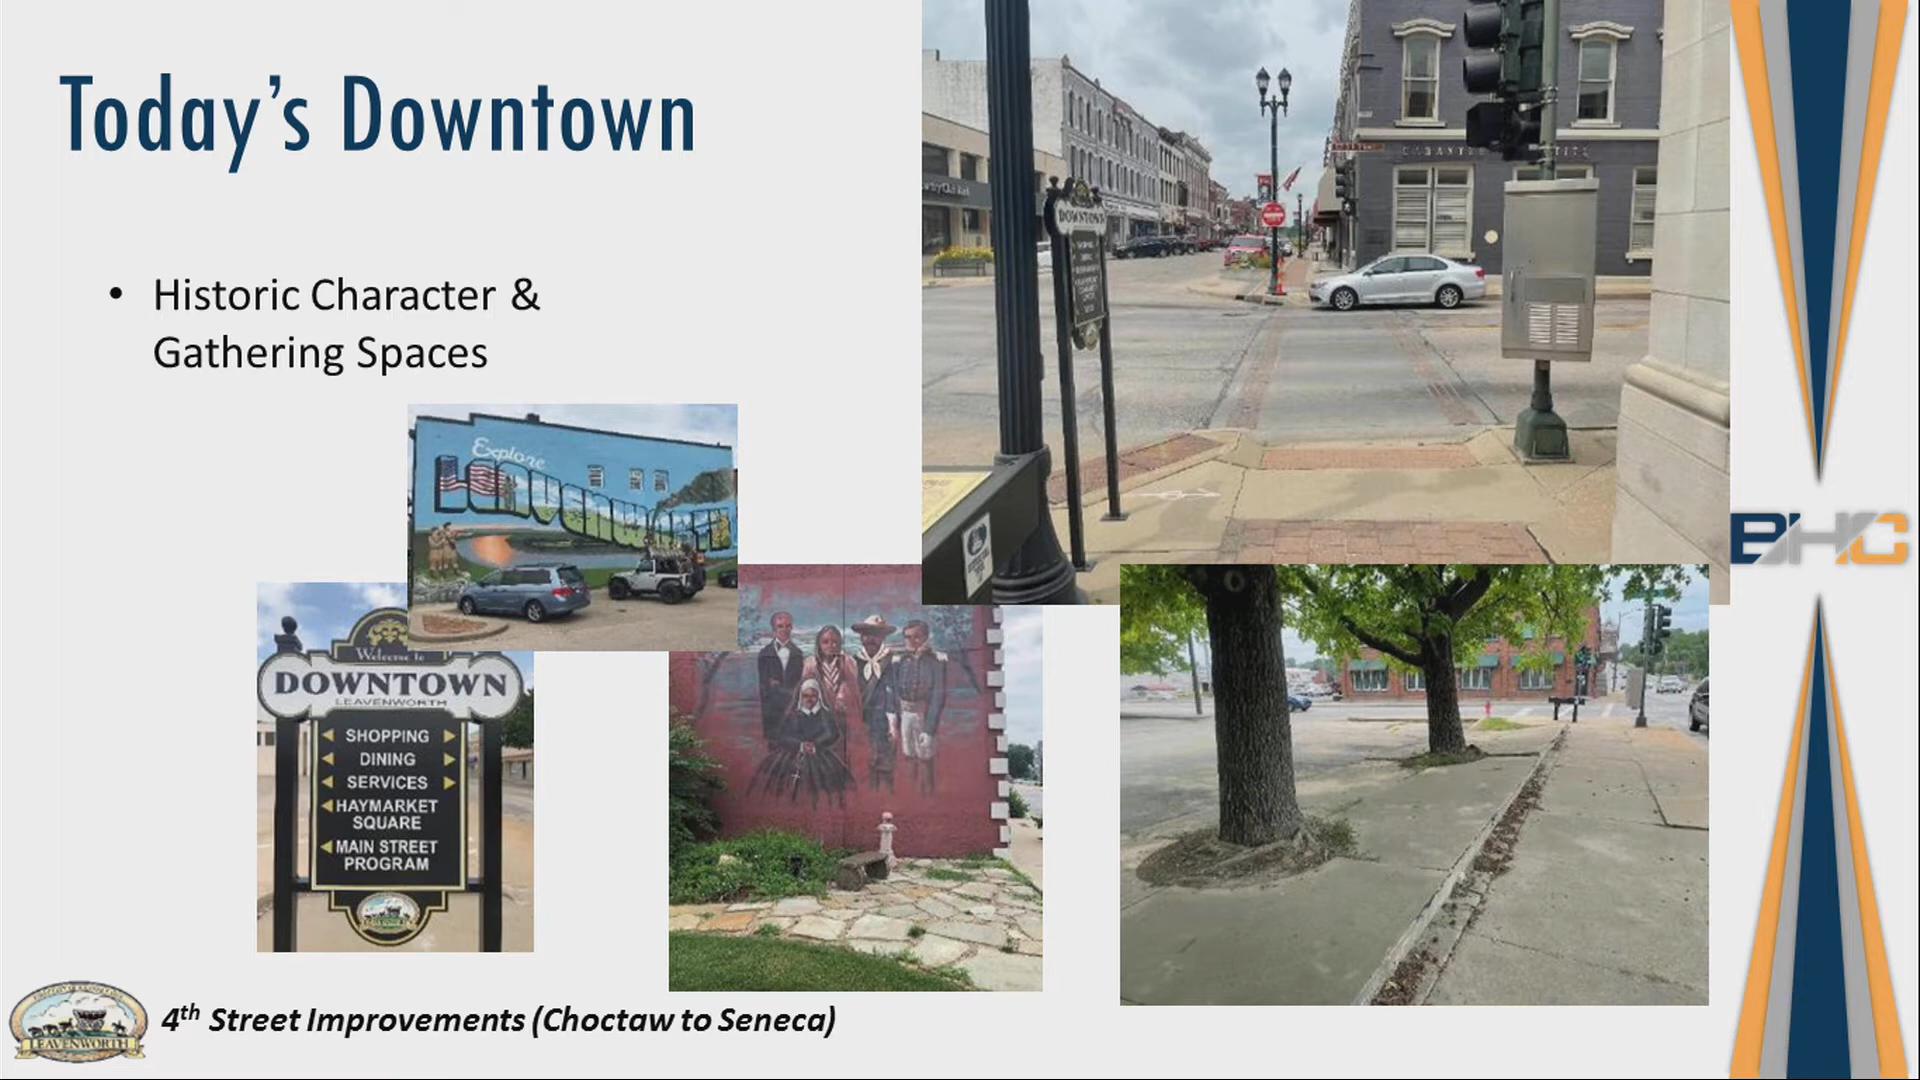 Today's Downtown
• Historic Character &
Gathering Spaces
DOWNTOWN
Explore
LEAVENWORTH
Welcome to
DOWNTOWN
LEAVENWORTH
SHOPPING
DINING
SERVICES
HAYMARKET
SQUARE
MAIN STREET
PROGRAM
BHC
LEAVENWORTH
4th Street Improvements (Choctaw to Seneca)